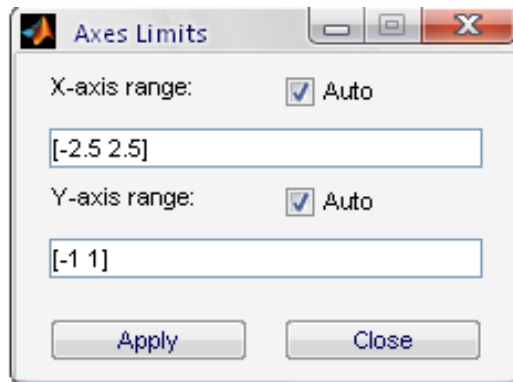 Axes Limits
X-axis range: Auto
[-2.5 2.5]
Y-axis range: Auto
[-1 1]
Apply Close